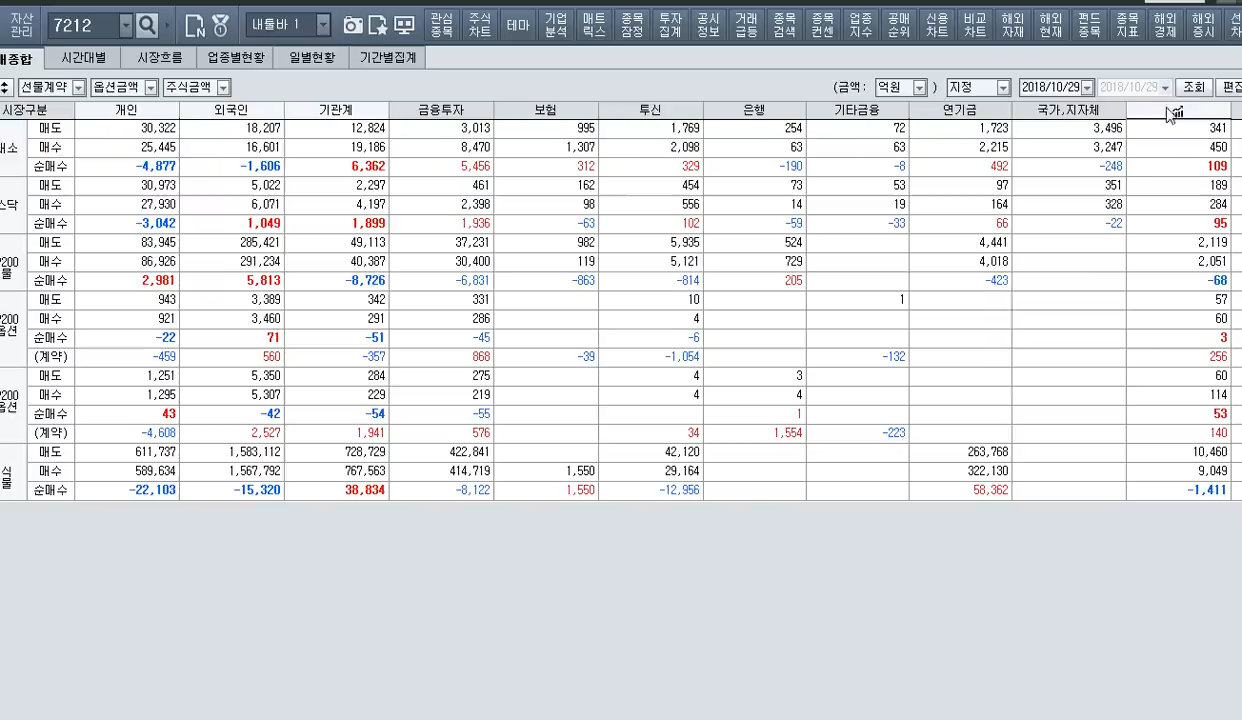 자산 관심 주식 기업 매트 종목 투자 공시 거래 종목 종목 업종 공매 신용 비교 해외 해외 펀드 종목 해외 해외
7212 내툴바 1 테마
관리 종목 차트 분석 릭스 잠정 집계 정보 급등 검색 컨센 지수 순위 차트 차트 자재 현재 종목 지표 경제 증시
매종합 시간대별 시장흐름 업종별현황 일별현황 기간별집계
선물계약 옵션금액 주식금액 (금액: 억원 ) 지정 2018/10/29 2018/10/29 조회 편집
시장구분 개인 외국인 기관계 금융투자 보험 투신 은행 기타금융 연기금 국가,지자체
매도 30,322 18,207 12,824 3,013 995 1,769 254 72 1,723 3,496 341
매수 25,445 16,601 19,186 8,470 1,307 2,098 63 63 2,215 3,247 450
순매수 -4,877 -1,606 6,362 5,456 312 329 -190 -8 492 -248 109
매도 30,973 5,022 2,297 461 162 454 73 53 97 351 189
스닥 매수 27,930 6,071 4,197 2,398 98 556 14 19 164 328 284
순매수 -3,042 1,049 1,899 1,936 -63 102 -59 -33 66 -22 95
매도 83,945 285,421 49,113 37,231 982 5,935 524 4,441 2,119
200 물 매수 86,926 291,234 40,387 30,400 119 5,121 729 4,018 2,051
순매수 2,981 5,813 -8,726 -6,831 -863 -814 205 -423 -68
매도 943 3,389 342 331 10 1 57
200 옵션 매수 921 3,460 291 286 4 60
순매수 -22 71 -51 -45 -6 3
(계약) -459 560 -357 868 -39 -1,054 -132 256
매도 1,251 5,350 284 275 4 3 60
200 옵션 매수 1,295 5,307 229 219 4 4 114
순매수 43 -42 -54 -55 1 53
(계약) -4,608 2,527 1,941 576 34 1,554 -223 140
매도 611,737 1,583,112 728,729 422,841 42,120 263,768 10,460
식 물 매수 589,634 1,567,792 767,563 414,719 1,550 29,164 322,130 9,049
순매수 -22,103 -15,320 38,834 -8,122 1,550 -12,956 58,362 -1,411